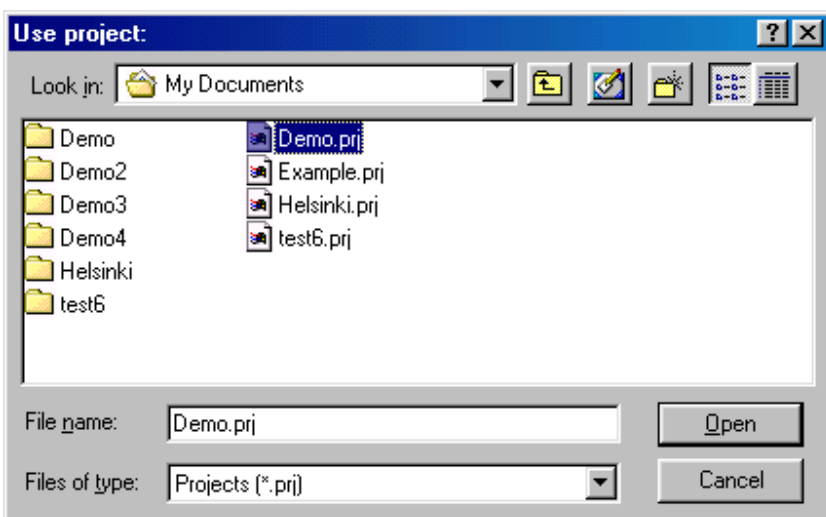 Use project:
Look in: My Documents
Demo
Demo2
Demo3
Demo4
Helsinki
test6
Demo.prj
Example.prj
Helsinki.prj
test6.prj
File name: Demo.prj Open
Files of type: Projects (*.prj) Cancel